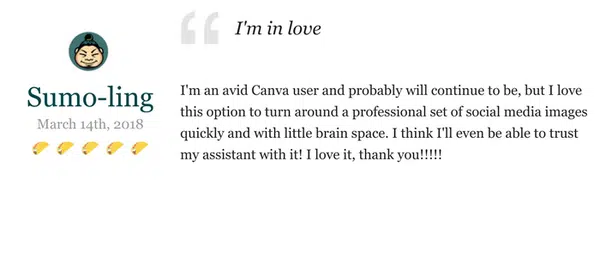 I'm in love
Sumo-ling
March 14th, 2018
I'm an avid Canva user and probably will continue to be, but I love
this option to turn around a professional set of social media images
quickly and with little brain space. I think I'll even be able to trust
my assistant with it! I love it, thank you!!!!!